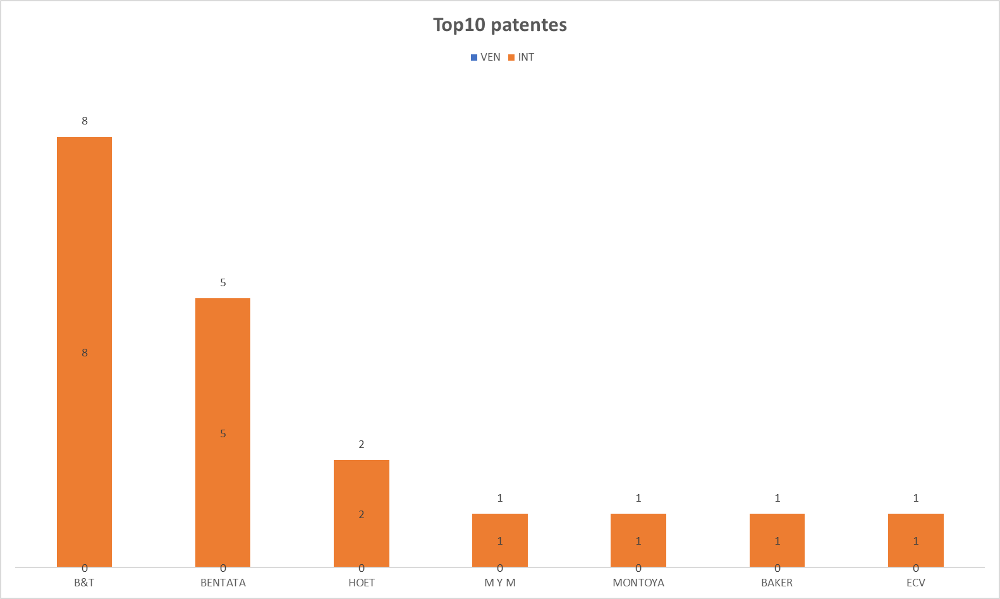 Top10 patentes
VEN INT
8
5
8
5
2
2
1 1 1 1
1 1 1 1
0 0 0 0 0 0 0
B&T BENTATA HOET M Y M MONTOYA BAKER ECV